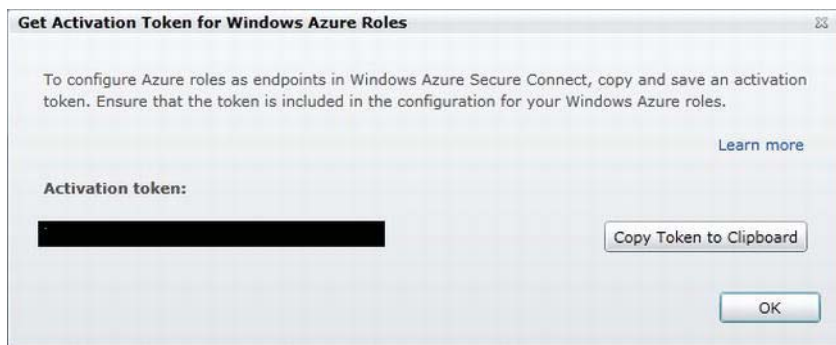 Get Activation Token for Windows Azure Roles
To configure Azure roles as endpoints in Windows Azure Secure Connect, copy and save an activation
token. Ensure that the token is included in the configuration for your Windows Azure roles.
Learn more
Activation token:
Copy Token to Clipboard
OK